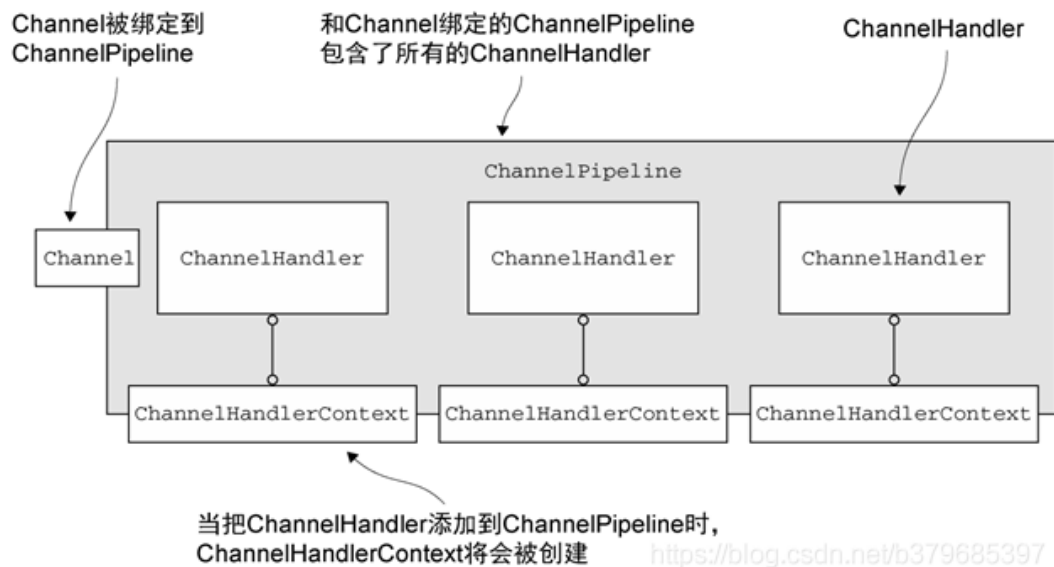 Channel被绑定到
ChannelPipeline
和Channel绑定的ChannelPipeline
包含了所有的ChannelHandler
ChannelHandler
ChannelPipeline
Channel
ChannelHandler
ChannelHandler
ChannelHandler
ChannelHandlerContext
ChannelHandlerContext
ChannelHandlerContext
当把ChannelHandler添加到ChannelPipeline时，
ChannelHandlerContext将会被创建
https://blog.csdn.net/b379685397